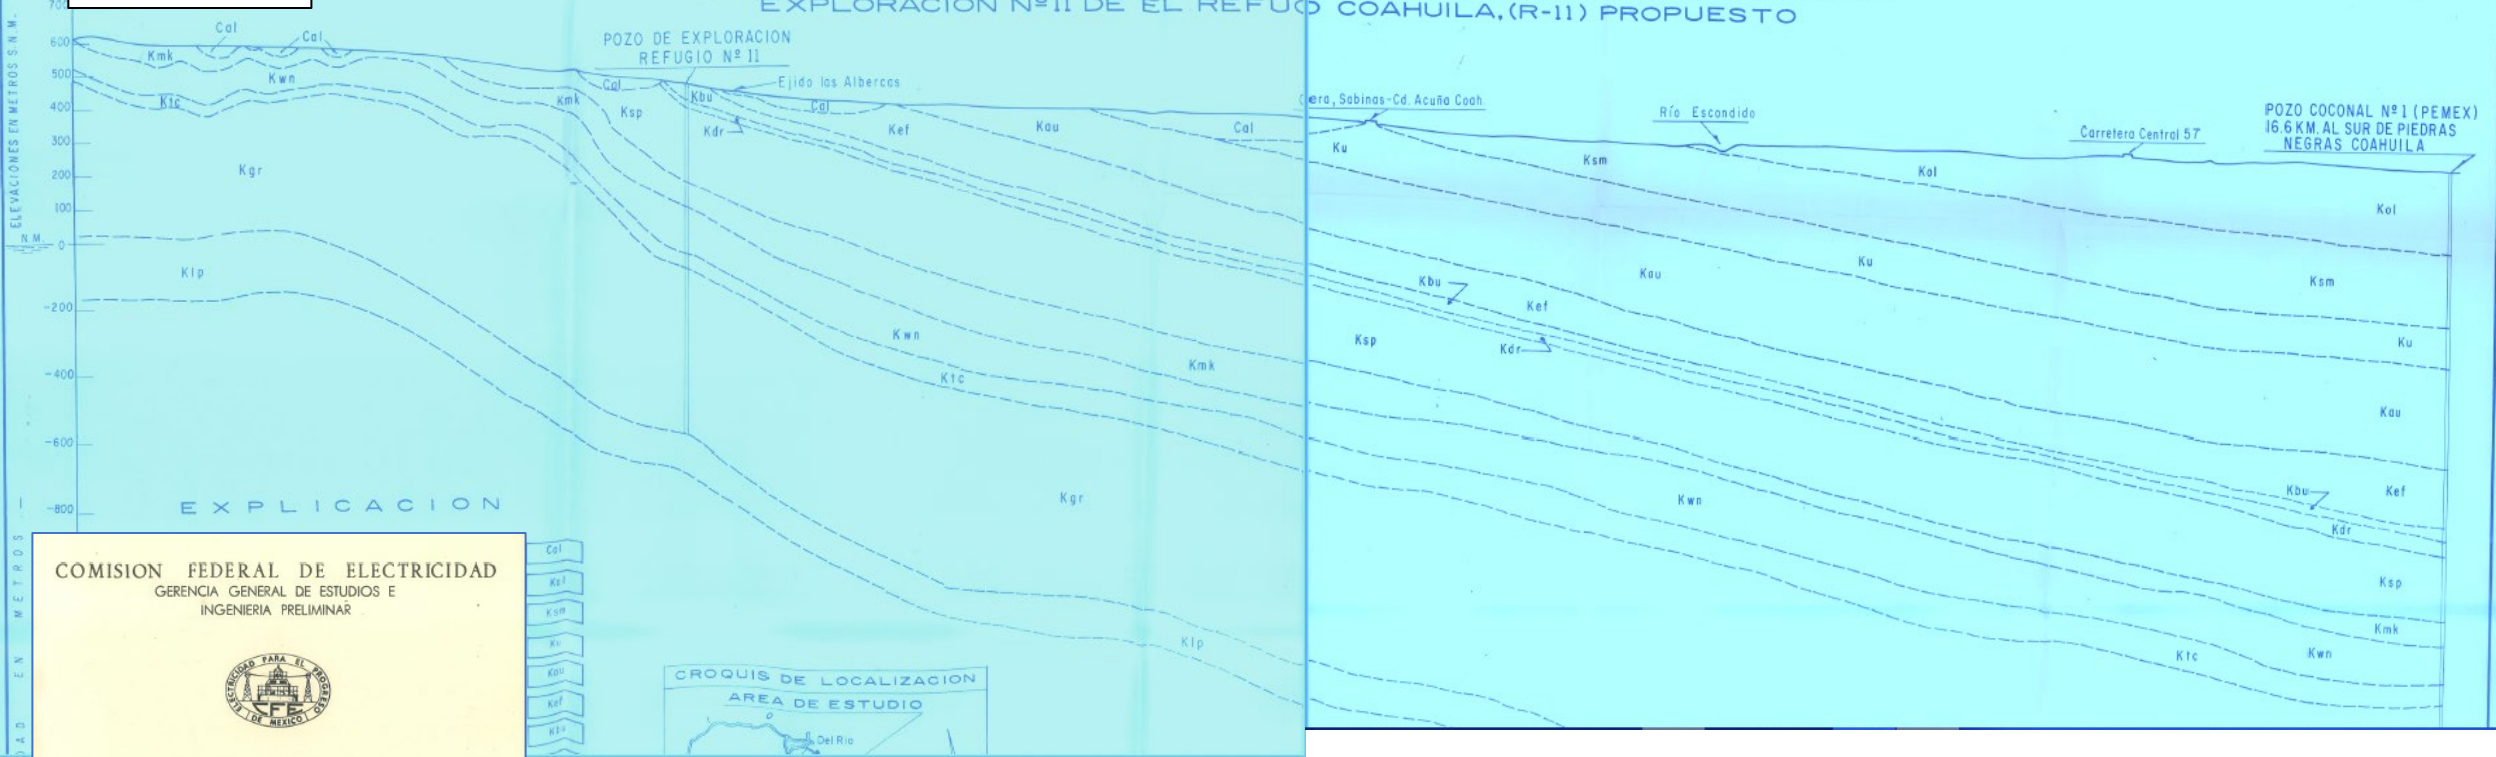 EXPLORACION Nº11 DE EL REFUGIO COAHUILA, (R-11) PROPUESTO
ELEVACIONES EN METROS S.N.M.
700
600
500
400
300
200
100
N.M. 0
-200
-400
-600
-800
Cal
Cal
Kmk
Kwn
Ktc
Kgr
Klp
POZO DE EXPLORACION
REFUGIO Nº 11
Ejido las Albercas
Cal
Kbu
Cal
Kmk
Ksp
Kdr
Kef
Kau
Cal
Kwn
Ktc
Kmk
Kgr
Klp
era, Sabinas-Cd. Acuña Coah.
Río Escondido
Carretera Central 57
POZO COCONAL Nº 1 (PEMEX)
16.6 KM. AL SUR DE PIEDRAS
NEGRAS COAHUILA
Ku
Ksm
Kol
Kol
Kbu
Kau
Ku
Ksm
Kef
Ksp
Kdr
Ku
Kau
Kwn
Kbu
Kef
Kdr
Ksp
Kmk
Ktc
Kwn
EXPLICACION
COMISION FEDERAL DE ELECTRICIDAD
GERENCIA GENERAL DE ESTUDIOS E
INGENIERIA PRELIMINAR
ELECTRICIDAD PARA EL PROGRESO
CFE
DE MEXICO
EN METROS
Cal
Kol
Ksm
Ku
Kau
Kef
Kbu
CROQUIS DE LOCALIZACION
AREA DE ESTUDIO
Del Rio